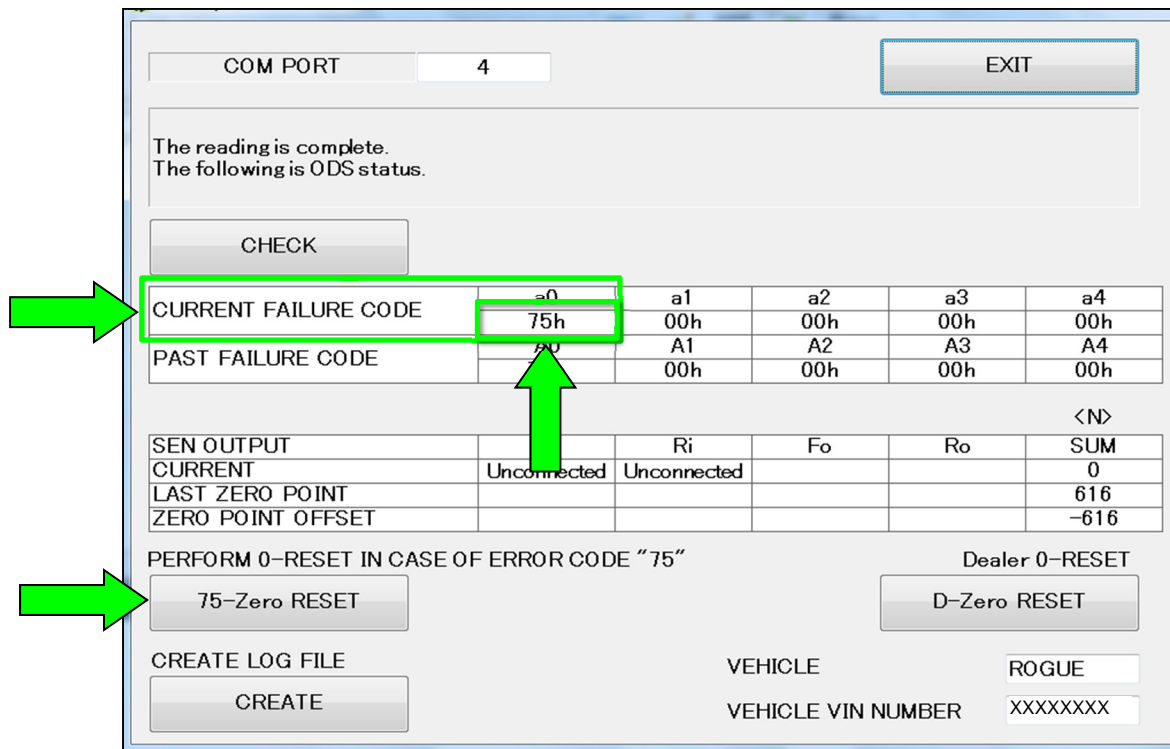 COM PORT 4 EXIT
The reading is complete.
The following is ODS status.
CHECK
CURRENT FAILURE CODE a0 a1 a2 a3 a4
75h 00h 00h 00h 00h
PAST FAILURE CODE A0 A1 A2 A3 A4
00h 00h 00h 00h
<N>
SEN OUTPUT Ri Fo Ro SUM
CURRENT Unconnected Unconnected 0
LAST ZERO POINT 616
ZERO POINT OFFSET -616
PERFORM 0-RESET IN CASE OF ERROR CODE "75" Dealer 0-RESET
75-Zero RESET D-Zero RESET
CREATE LOG FILE
VEHICLE ROGUE
CREATE
VEHICLE VIN NUMBER XXXXXXXX